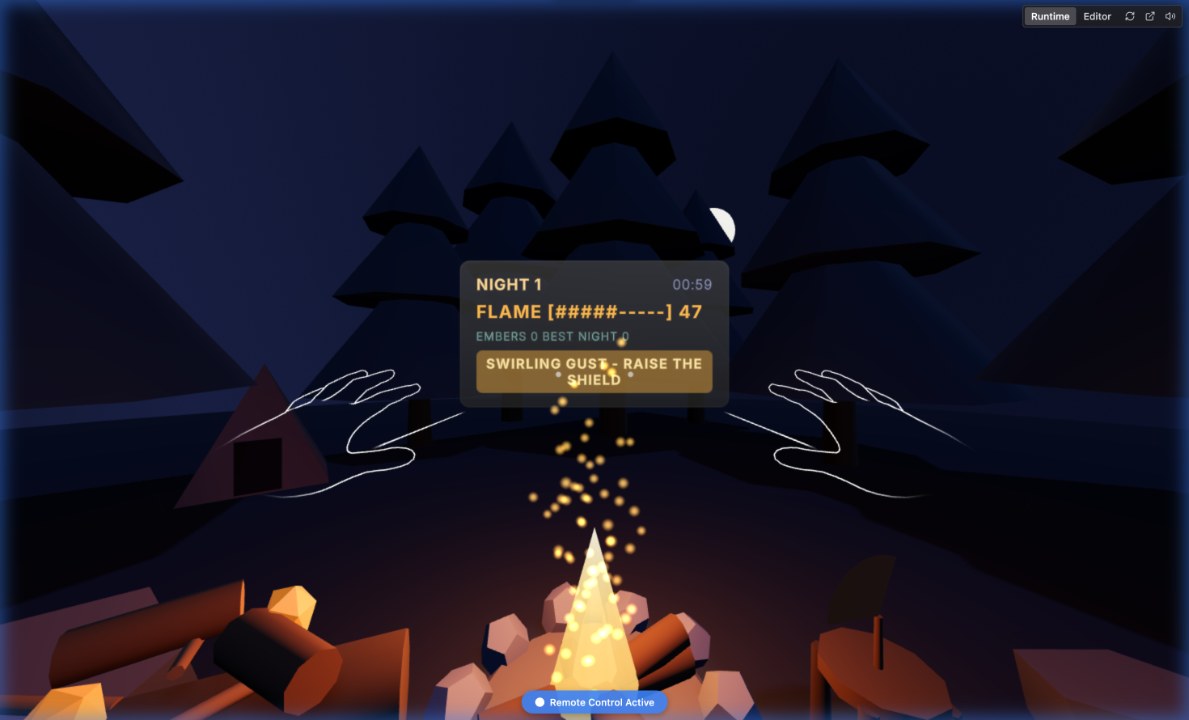 Runtime Editor
NIGHT 1 00:59
FLAME [#####-----] 47
EMBERS 0 BEST NIGHT 0
SWIRLING GUST - RAISE THE
SHIELD
Remote Control Active